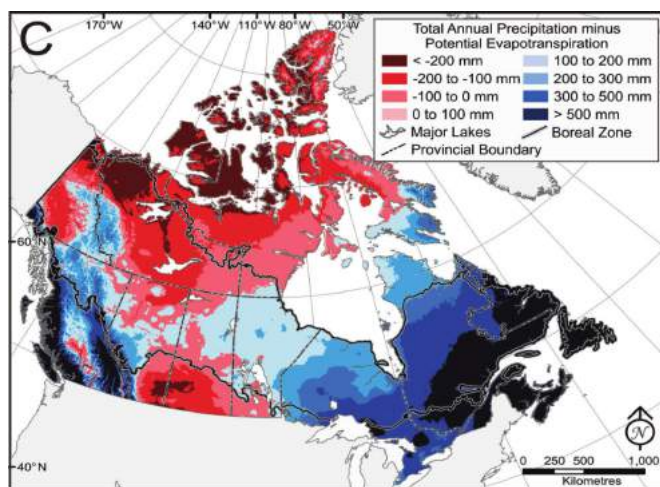 C
170°W
140°W
110°W
80°W
50°W
Total Annual Precipitation minus
Potential Evapotranspiration
< -200 mm
100 to 200 mm
-200 to -100 mm
200 to 300 mm
-100 to 0 mm
300 to 500 mm
0 to 100 mm
> 500 mm
Major Lakes
Boreal Zone
Provincial Boundary
60°N
40°N
N
0 250 500 1,000
Kilometres